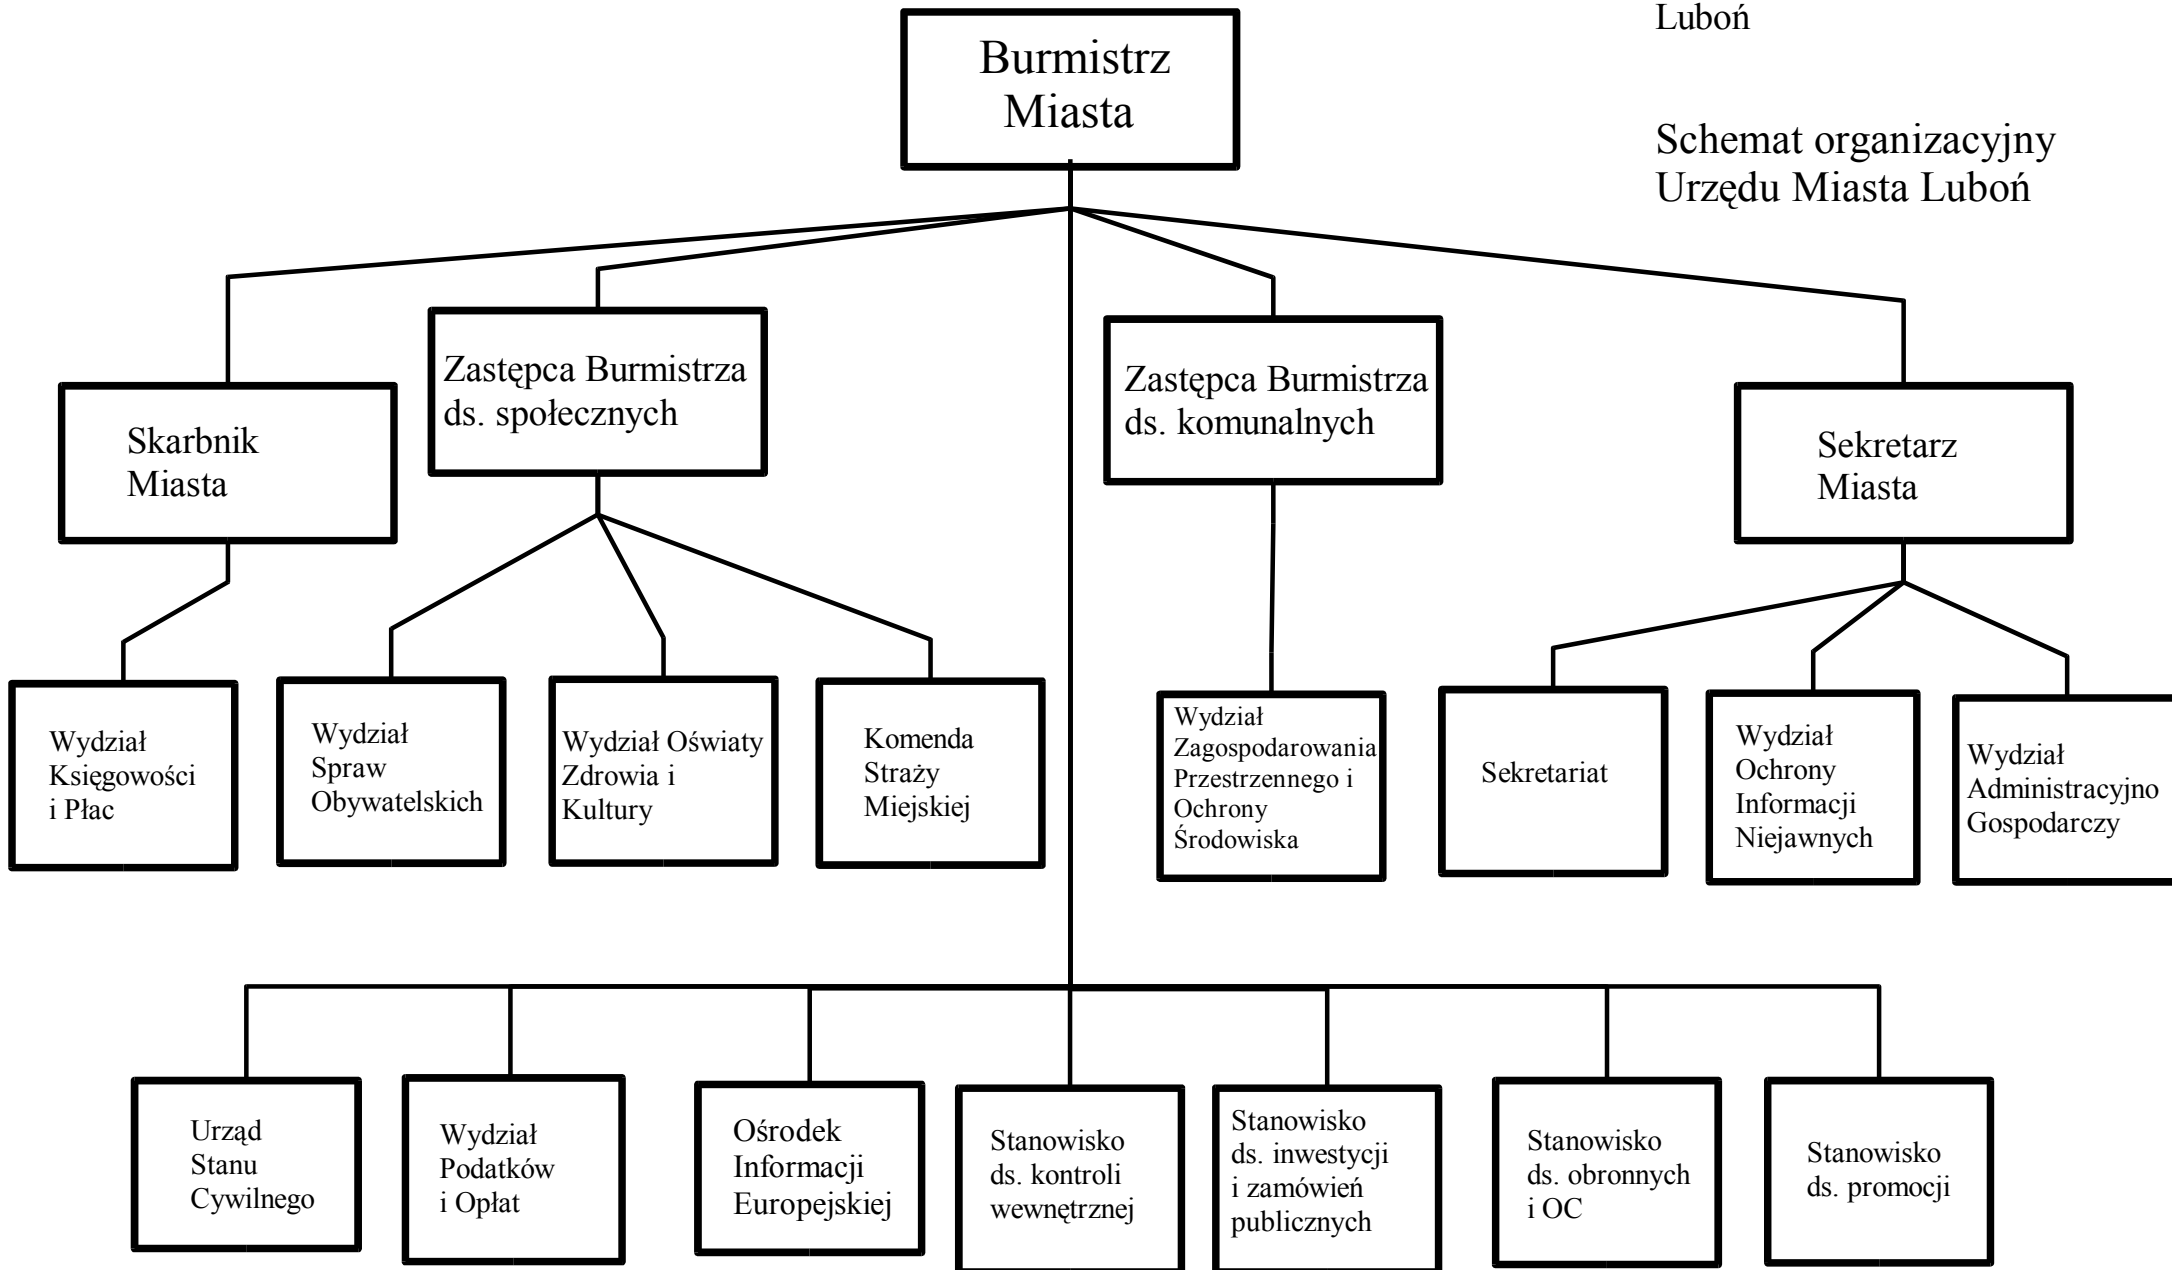 Luboń
Schemat organizacyjny
Urzędu Miasta Luboń
Burmistrz
Miasta
Skarbnik
Miasta
Zastępca Burmistrza
ds. społecznych
Zastępca Burmistrza
ds. komunalnych
Sekretarz
Miasta
Wydział
Księgowości
i Płac
Wydział
Spraw
Obywatelskich
Wydział Oświaty
Zdrowia i
Kultury
Komenda
Straży
Miejskiej
Wydział
Zagospodarowania
Przestrzennego i
Ochrony
Środowiska
Sekretariat
Wydział
Ochrony
Informacji
Niejawnych
Wydział
Administracyjno
Gospodarczy
Urząd
Stanu
Cywilnego
Wydział
Podatków
i Opłat
Ośrodek
Informacji
Europejskiej
Stanowisko
ds. kontroli
wewnętrznej
Stanowisko
ds. inwestycji
i zamówień
publicznych
Stanowisko
ds. obronnych
i OC
Stanowisko
ds. promocji